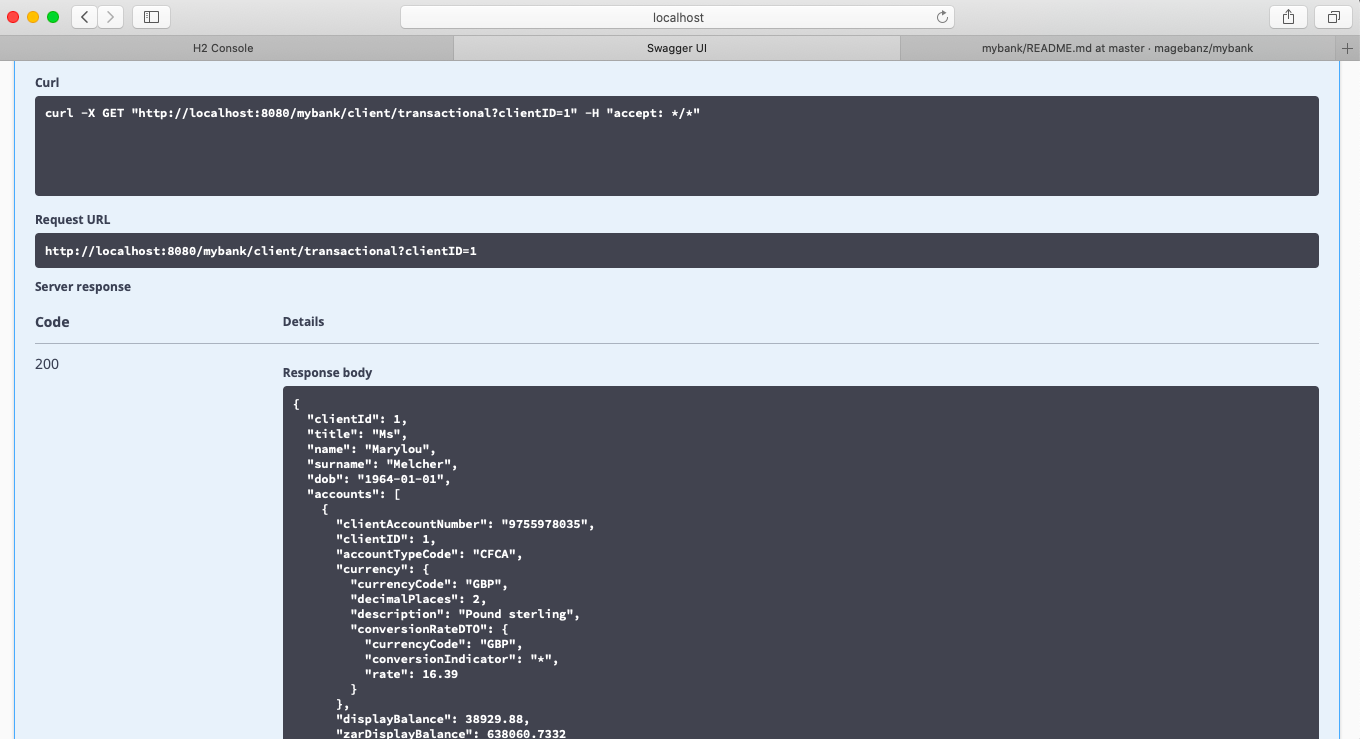 localhost
H2 Console
Swagger UI
mybank/README.md at master · magebanz/mybank
Curl
curl -X GET "http://localhost:8080/mybank/client/transactional?clientID=1" -H "accept: */*"
Request URL
http://localhost:8080/mybank/client/transactional?clientID=1
Server response
Code
Details
200
Response body
{
  "clientId": 1,
  "title": "Ms",
  "name": "Marylou",
  "surname": "Melcher",
  "dob": "1964-01-01",
  "accounts": [
    {
      "clientAccountNumber": "9755978035",
      "clientID": 1,
      "accountTypeCode": "CFCA",
      "currency": {
        "currencyCode": "GBP",
        "decimalPlaces": 2,
        "description": "Pound sterling",
        "conversionRateDTO": {
          "currencyCode": "GBP",
          "conversionIndicator": "*",
          "rate": 16.39
        }
      },
      "displayBalance": 38929.88,
      "zarDisplayBalance": 638060.7332